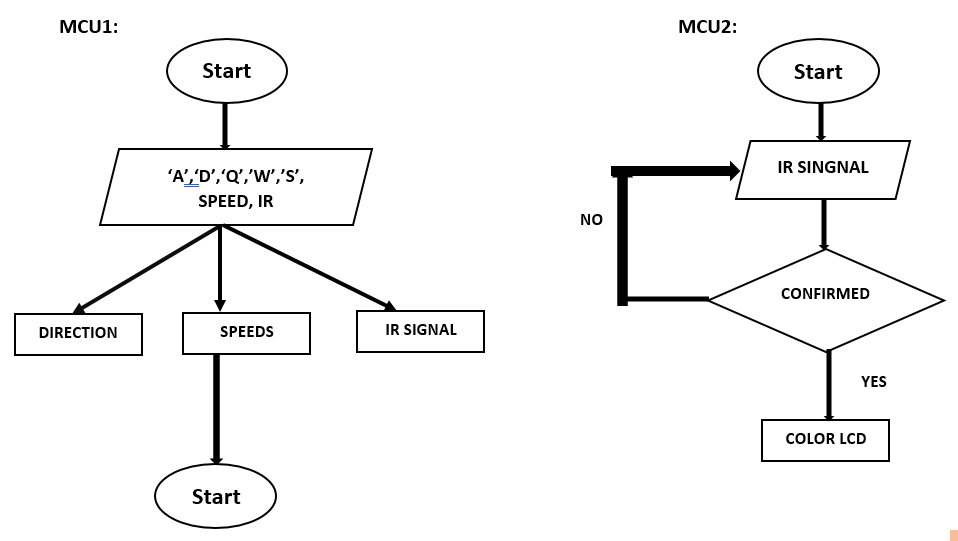 MCU1:
Start
‘A’,‘D’,‘Q’,’W’,’S’,
SPEED, IR
DIRECTION
SPEEDS
IR SIGNAL
Start
MCU2:
Start
IR SINGNAL
NO
CONFIRMED
YES
COLOR LCD